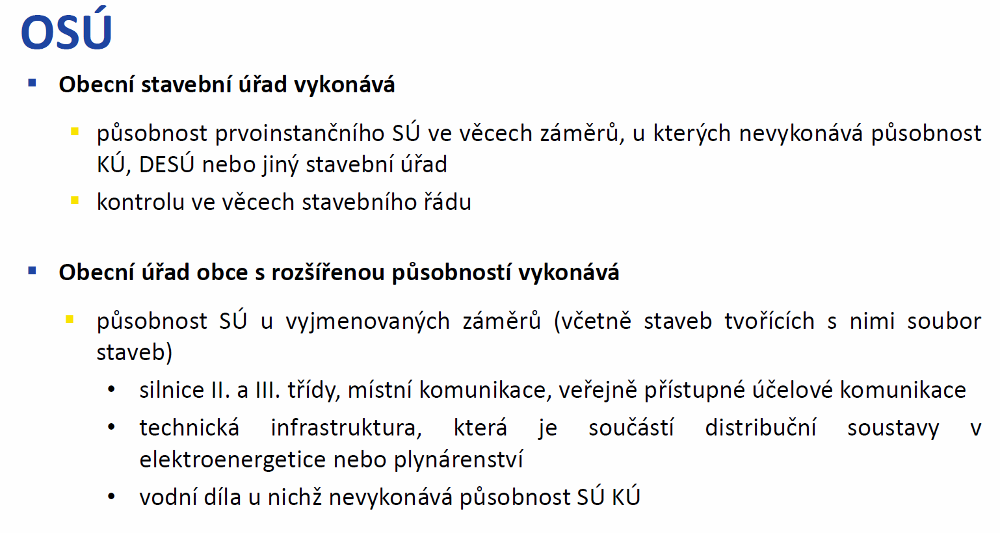 OSÚ
▪ Obecní stavební úřad vykonává
▪ působnost prvoinstančního SÚ ve věcech záměrů, u kterých nevykonává působnost
KÚ, DESÚ nebo jiný stavební úřad
▪ kontrolu ve věcech stavebního řádu
▪ Obecní úřad obce s rozšířenou působností vykonává
▪ působnost SÚ u vyjmenovaných záměrů (včetně staveb tvořících s nimi soubor
staveb)
• silnice II. a III. třídy, místní komunikace, veřejně přístupné účelové komunikace
• technická infrastruktura, která je součástí distribuční soustavy v
elektroenergetice nebo plynárenství
• vodní díla u nichž nevykonává působnost SÚ KÚ